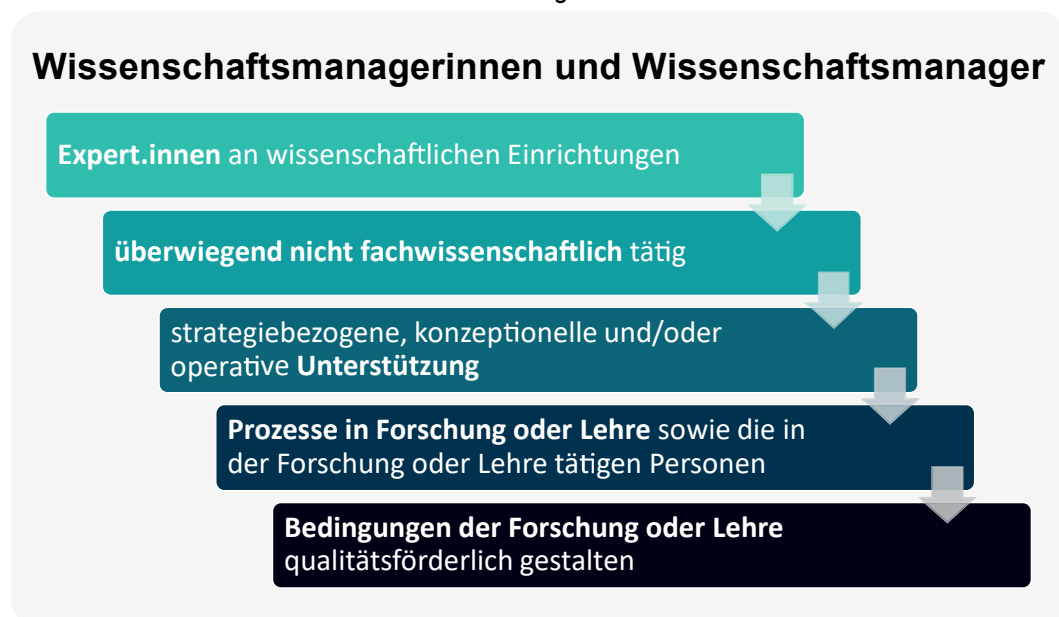 Wissenschaftsmanagerinnen und Wissenschaftsmanager
Expert.innen an wissenschaftlichen Einrichtungen
überwiegend nicht fachwissenschaftlich tätig
strategiebezogene, konzeptionelle und/oder
operative Unterstützung
Prozesse in Forschung oder Lehre sowie die in
der Forschung oder Lehre tätigen Personen
Bedingungen der Forschung oder Lehre
qualitätsförderlich gestalten